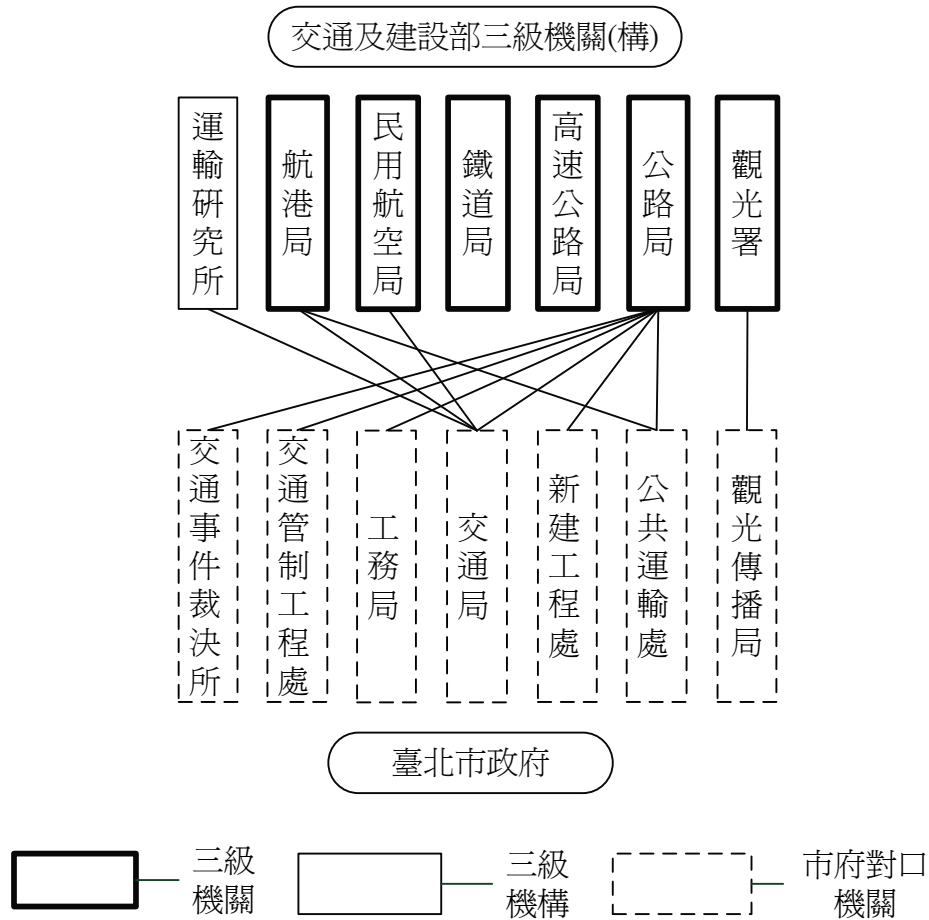 交通及建設部三級機關(構)
運輸研究所
航港局
民用航空局
鐵道局
高速公路局
公路局
觀光署
交通事件裁決所
交通管制工程處
工務局
交通局
新建工程處
公共運輸處
觀光傳播局
臺北市政府
三級
機關
三級
機構
市府對口
機關